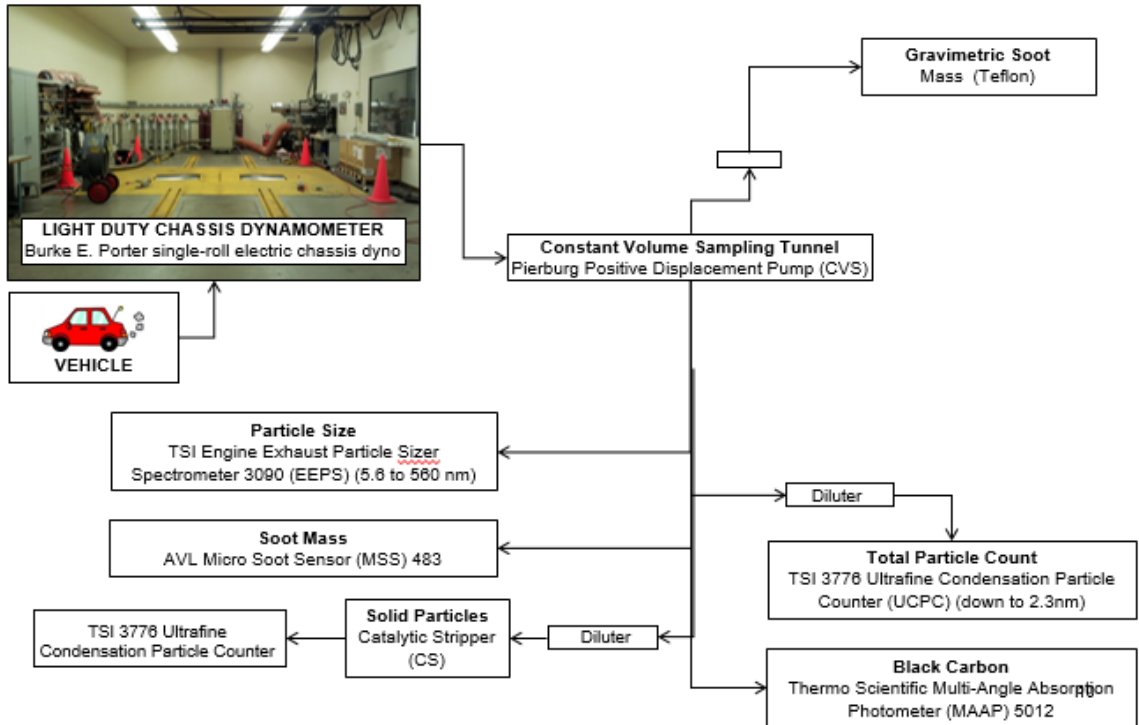 Gravimetric Soot
Mass (Teflon)
LIGHT DUTY CHASSIS DYNAMOMETER
Burke E. Porter single-roll electric chassis dyno
Constant Volume Sampling Tunnel
Pierburg Positive Displacement Pump (CVS)
VEHICLE
Particle Size
TSI Engine Exhaust Particle Sizer
Spectrometer 3090 (EEPS) (5.6 to 560 nm)
Diluter
Soot Mass
AVL Micro Soot Sensor (MSS) 483
Total Particle Count
TSI 3776 Ultrafine Condensation Particle
Counter (UCPC) (down to 2.3nm)
TSI 3776 Ultrafine
Condensation Particle Counter
Solid Particles
Catalytic Stripper
(CS)
Diluter
Black Carbon
Thermo Scientific Multi-Angle Absorption
Photometer (MAAP) 5012